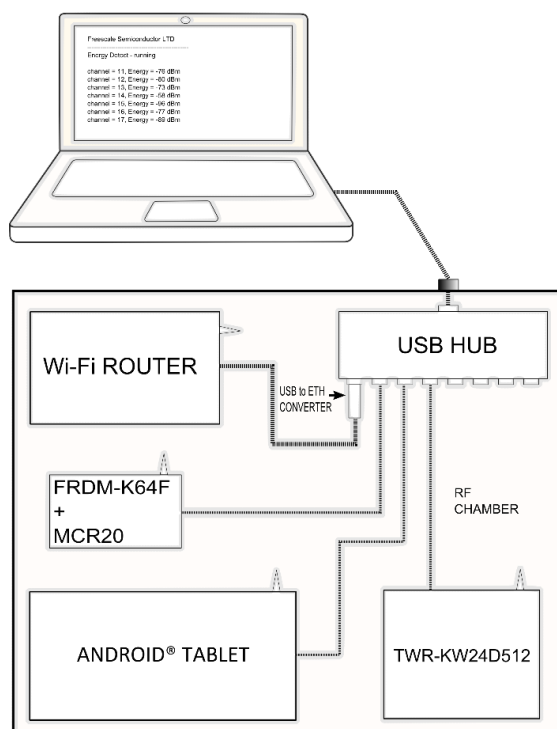 Freescale Semiconductor LTD
Energy Detect - running
channel = 11, Energy = -78 dBm
channel = 12, Energy = -80 dBm
channel = 13, Energy = -73 dBm
channel = 14, Energy = -58 dBm
channel = 15, Energy = -96 dBm
channel = 16, Energy = -77 dBm
channel = 17, Energy = -89 dBm
Wi-Fi ROUTER
USB HUB
USB to ETH
CONVERTER
FRDM-K64F
+
MCR20
RF
CHAMBER
ANDROID® TABLET
TWR-KW24D512